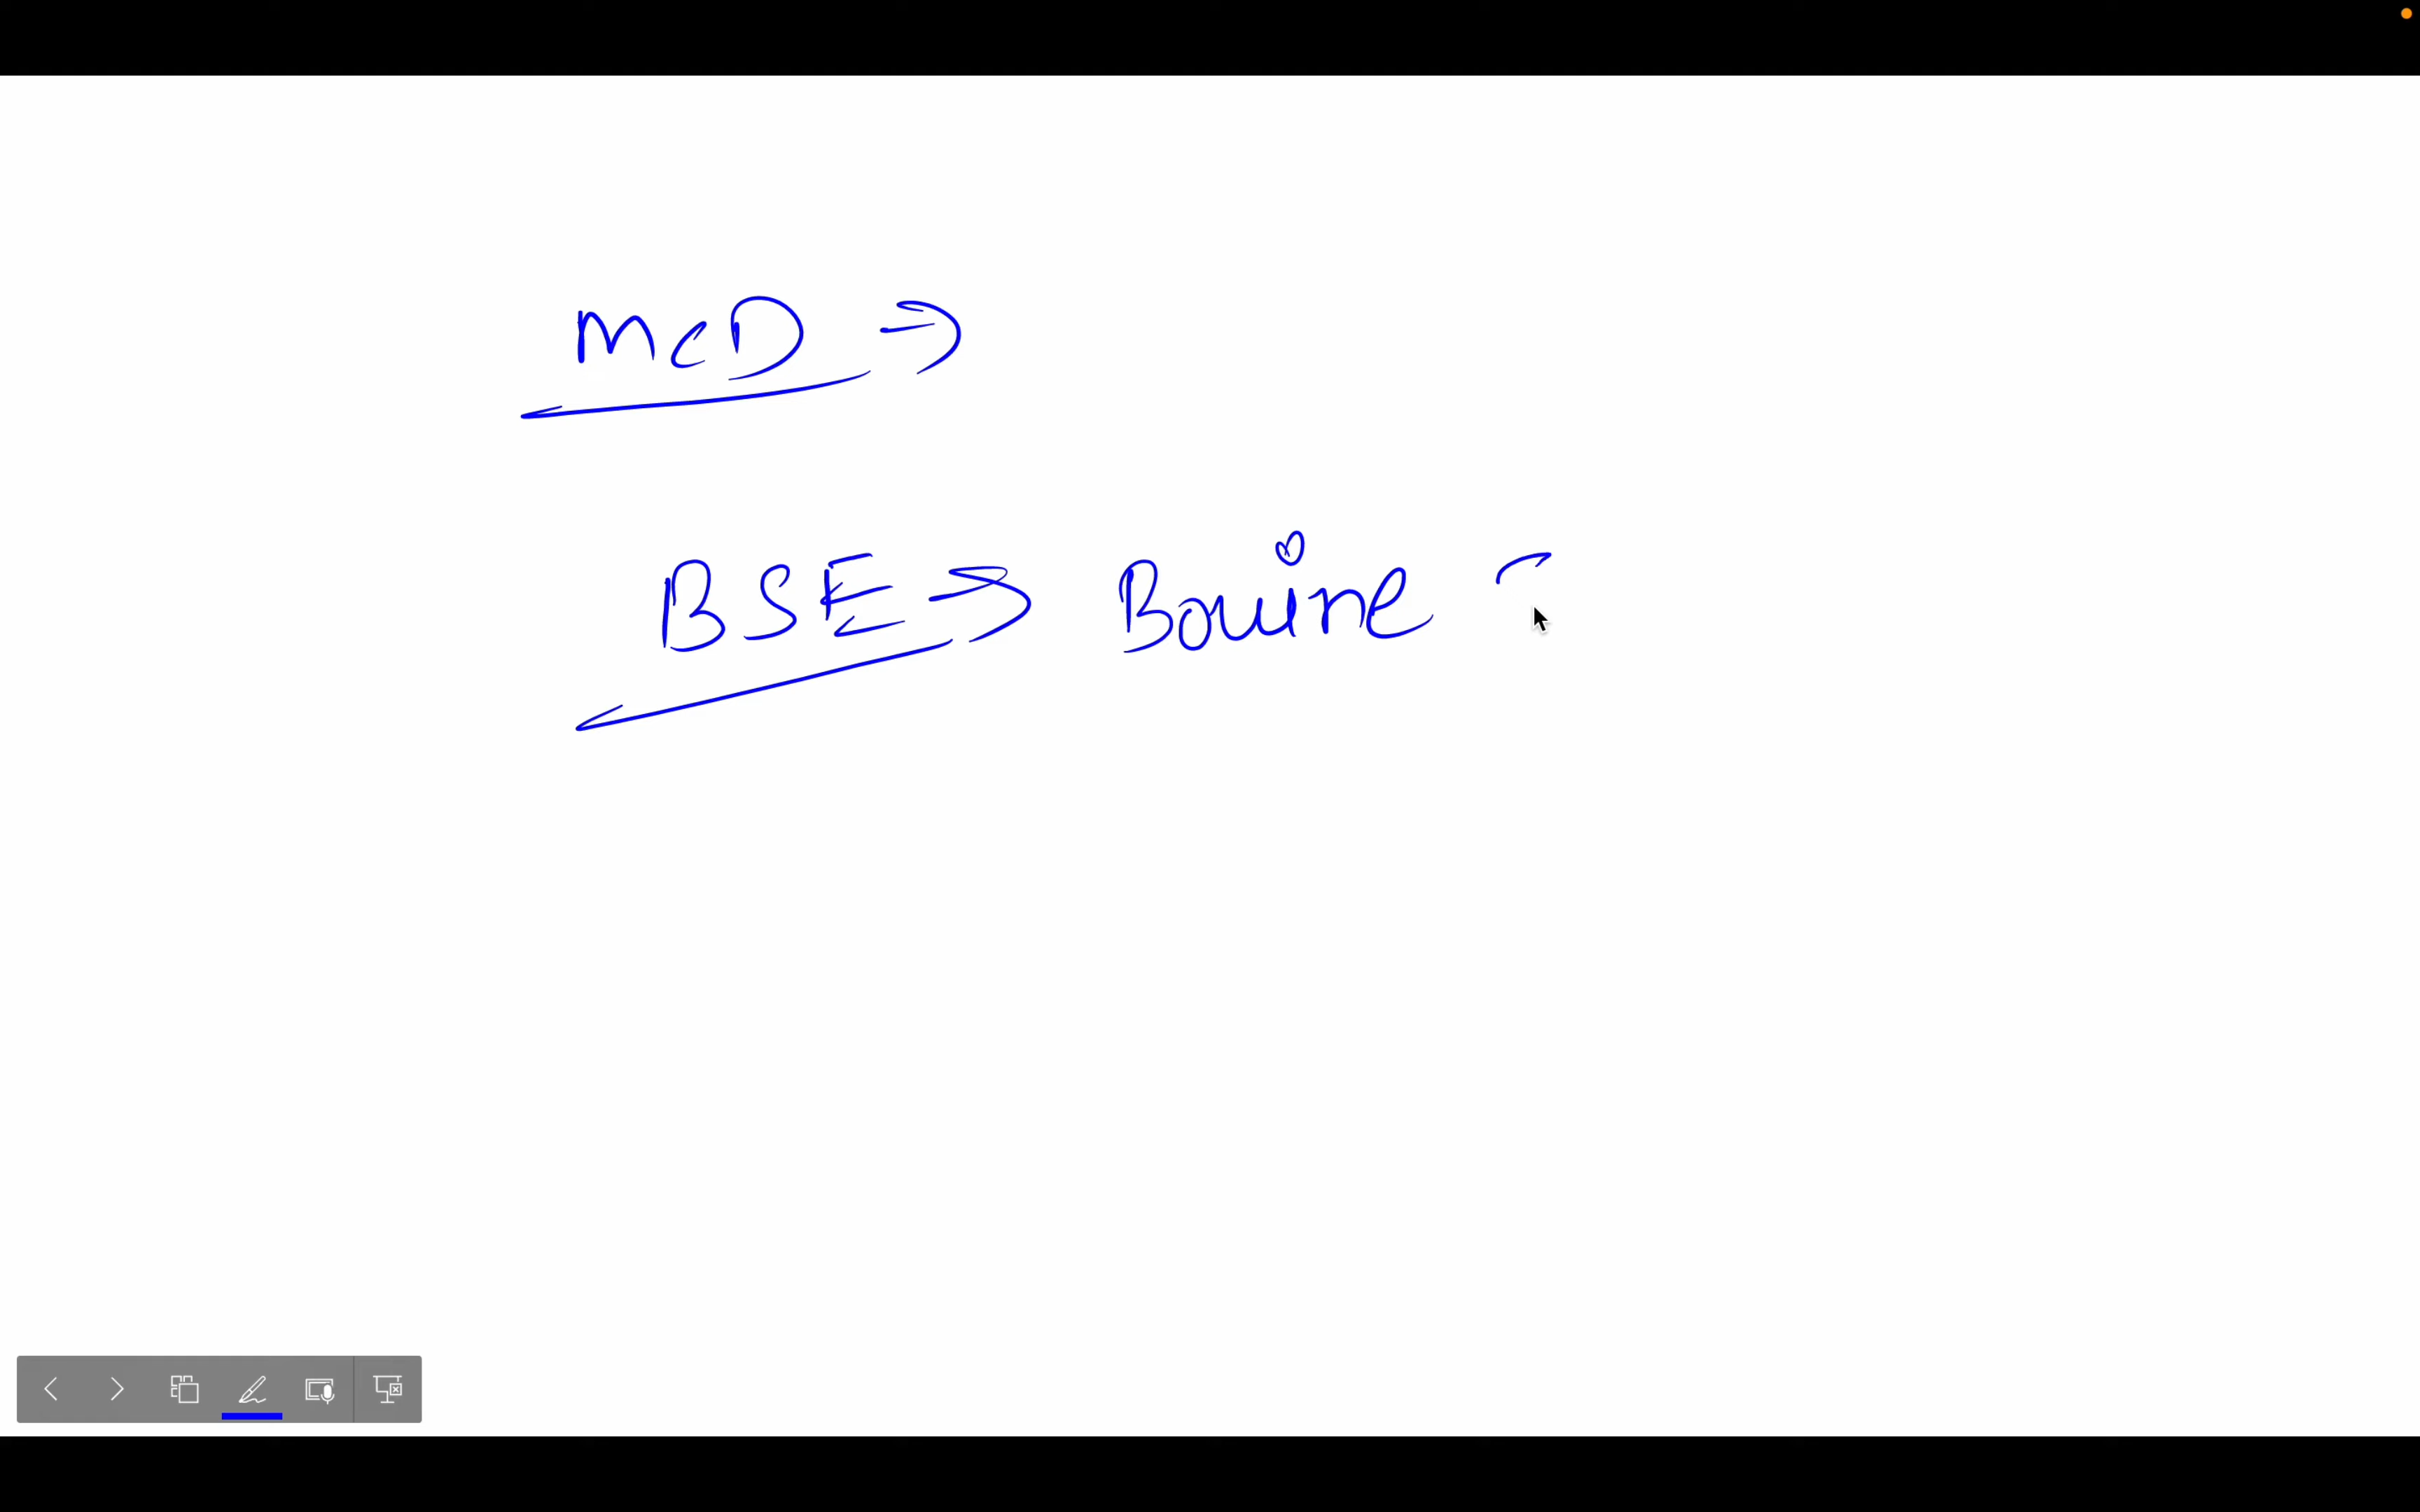 McD →
BSE → Bovine